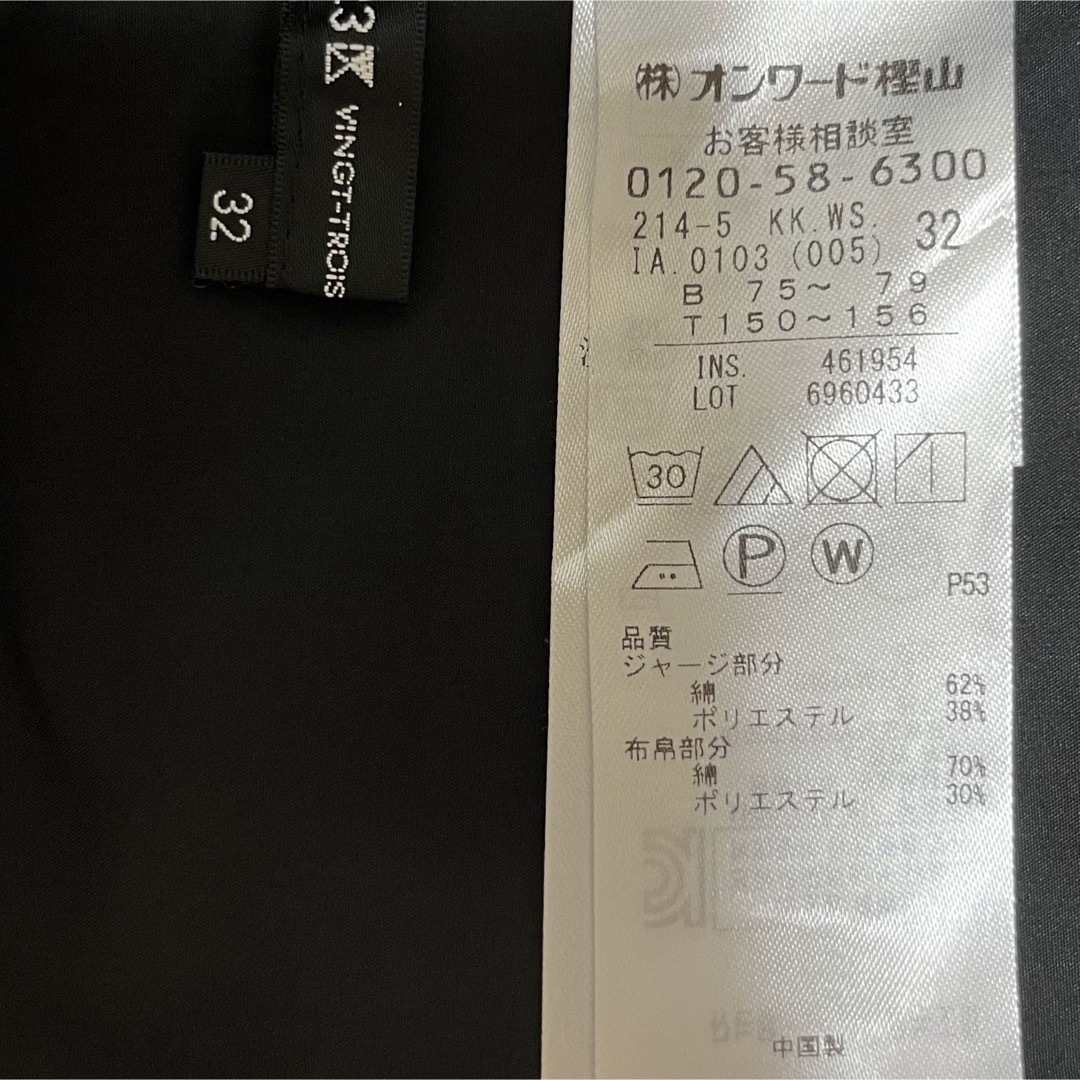 .3K
VINGT-TROIS
32
(株)オンワード樫山
お客様相談室
0120-58-6300
214-5 KK.WS. 32
IA.0103(005)
B 75〜 79
T150〜156
INS. 461954
LOT 6960433
30
P W
P53
品質
ジャージ部分
綿 62%
ポリエステル 38%
布帛部分
綿 70%
ポリエステル 30%
中国製